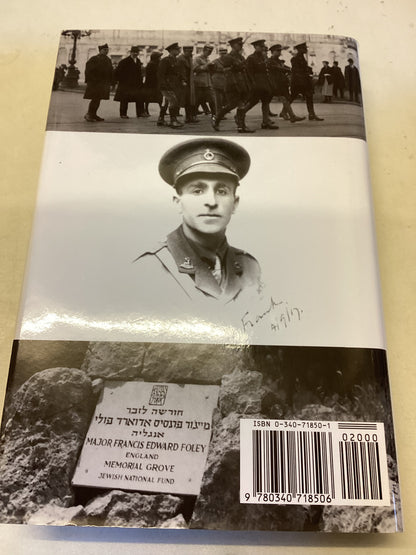 Frank.
4/9/17.
חורשה לזכר
מייג'ור פרנסיס אדוארד פולי
אנגליה
MAJOR FRANCIS EDWARD FOLEY
ENGLAND
MEMORIAL GROVE
JEWISH NATIONAL FUND
ISBN 0-340-71850-1
02000
9 780340 718506